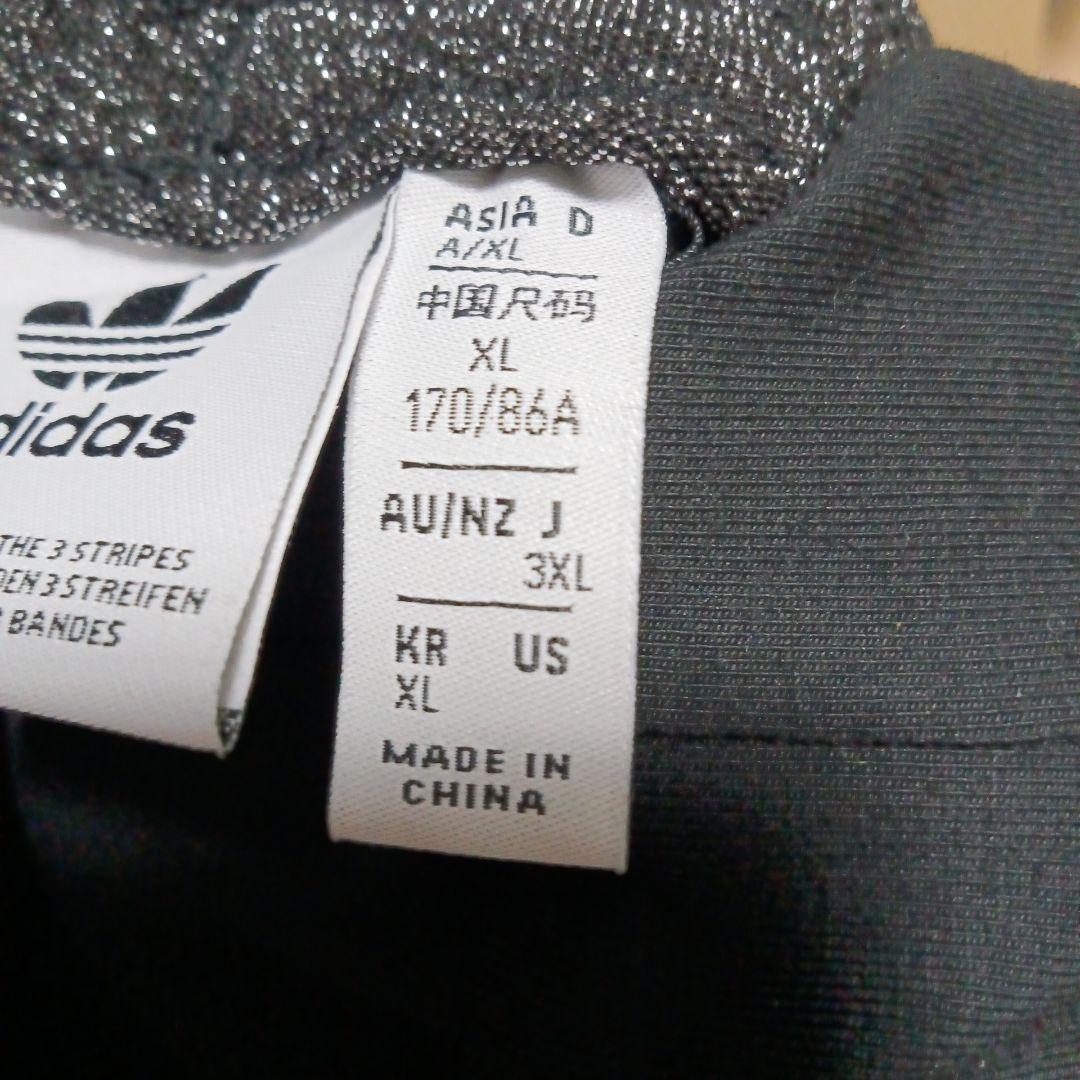 adidas
THE 3 STRIPES
DEN 3 STREIFEN
BANDES
ASIA D
A/XL
中国尺码
XL
170/86A
AU/NZ J
3XL
KR US
XL
MADE IN
CHINA